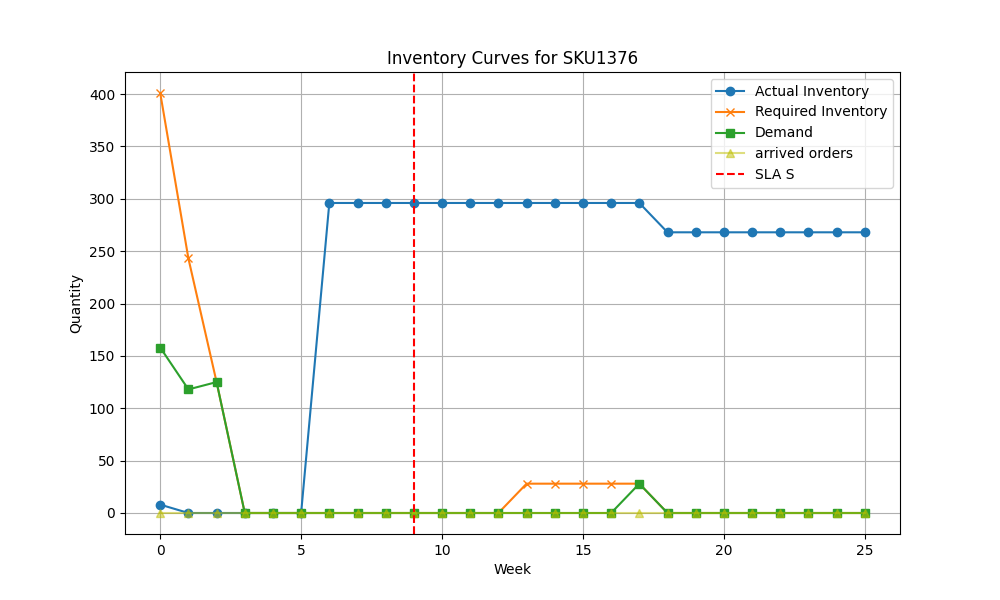 Inventory Curves for SKU1376
Actual Inventory
Required Inventory
Demand
arrived orders
SLA S
Quantity
400
350
300
250
200
150
100
50
0
0 5 10 15 20 25
Week